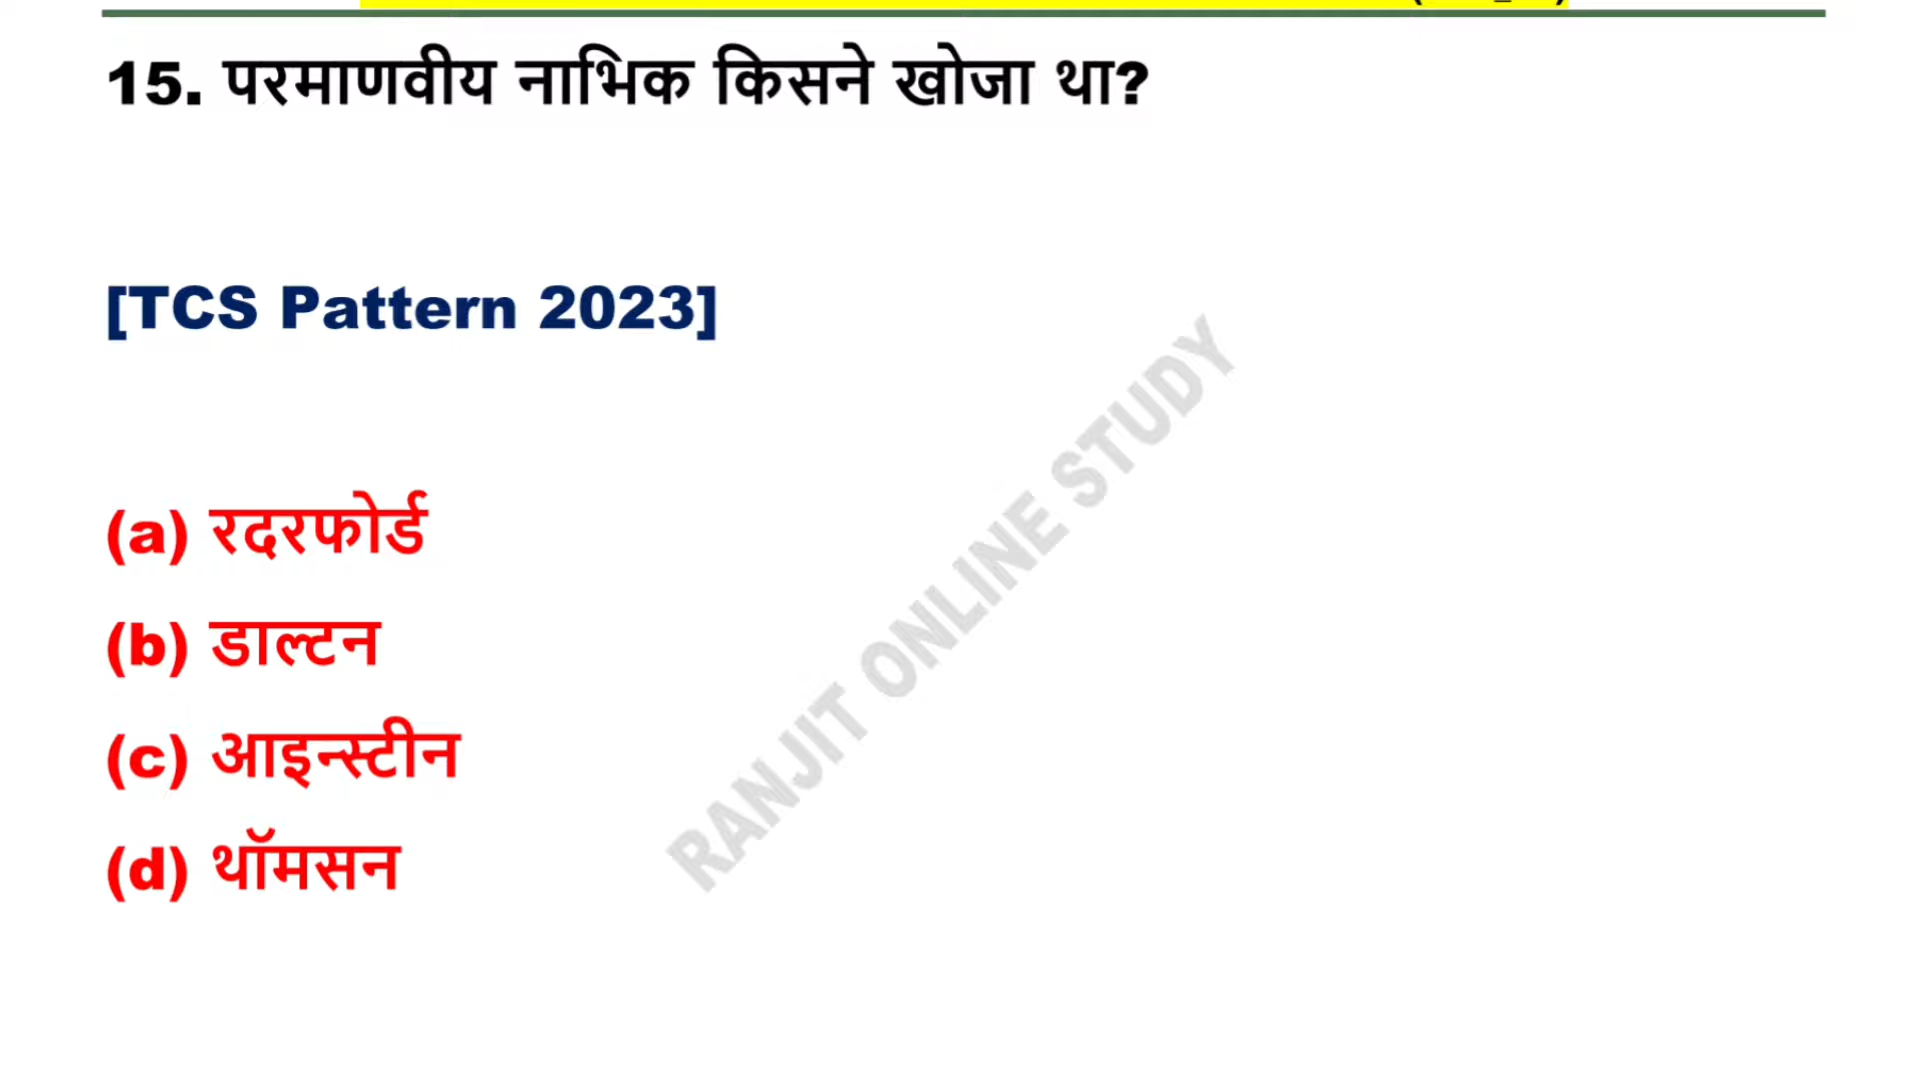 15. परमाणवीय नाभिक किसने खोजा था?
[TCS Pattern 2023]
(a) रदरफोर्ड
(b) डाल्टन
(c) आइन्स्टीन
(d) थॉमसन
RANJIT ONLINE STUDY